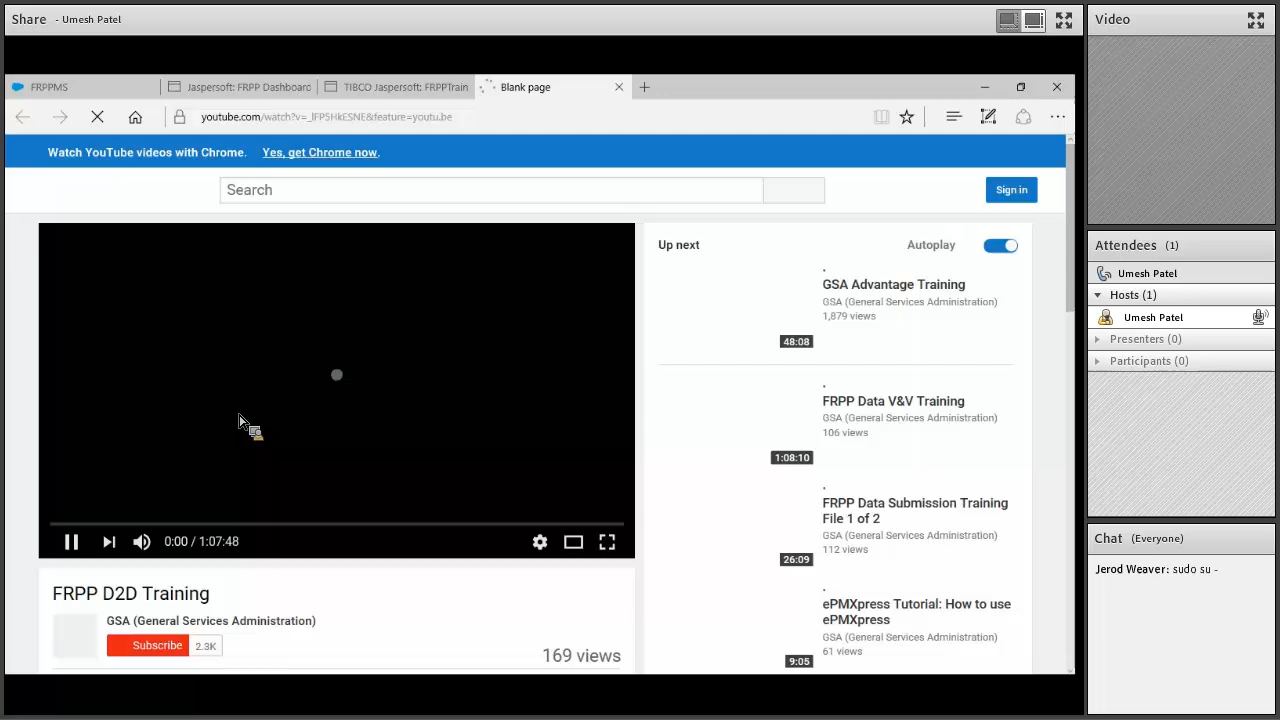 Share - Umesh Patel
FRPPMS
Jaspersoft: FRPP Dashboard
TIBCO Jaspersoft: FRPPTrain
Blank page
youtube.com/watch?v=_lFP5HkESNE&feature=youtu.be
Watch YouTube videos with Chrome. Yes, get Chrome now.
Search
Sign in
0:00 / 1:07:48
FRPP D2D Training
GSA (General Services Administration)
Subscribe 2.3K
169 views
Up next
Autoplay
GSA Advantage Training
GSA (General Services Administration)
1,879 views
48:08
FRPP Data V&V Training
GSA (General Services Administration)
106 views
1:08:10
FRPP Data Submission Training
File 1 of 2
GSA (General Services Administration)
112 views
26:09
ePMXpress Tutorial: How to use
ePMXpress
GSA (General Services Administration)
61 views
9:05
Video
Attendees (1)
Umesh Patel
Hosts (1)
Umesh Patel
Presenters (0)
Participants (0)
Chat (Everyone)
Jerod Weaver: sudo su -